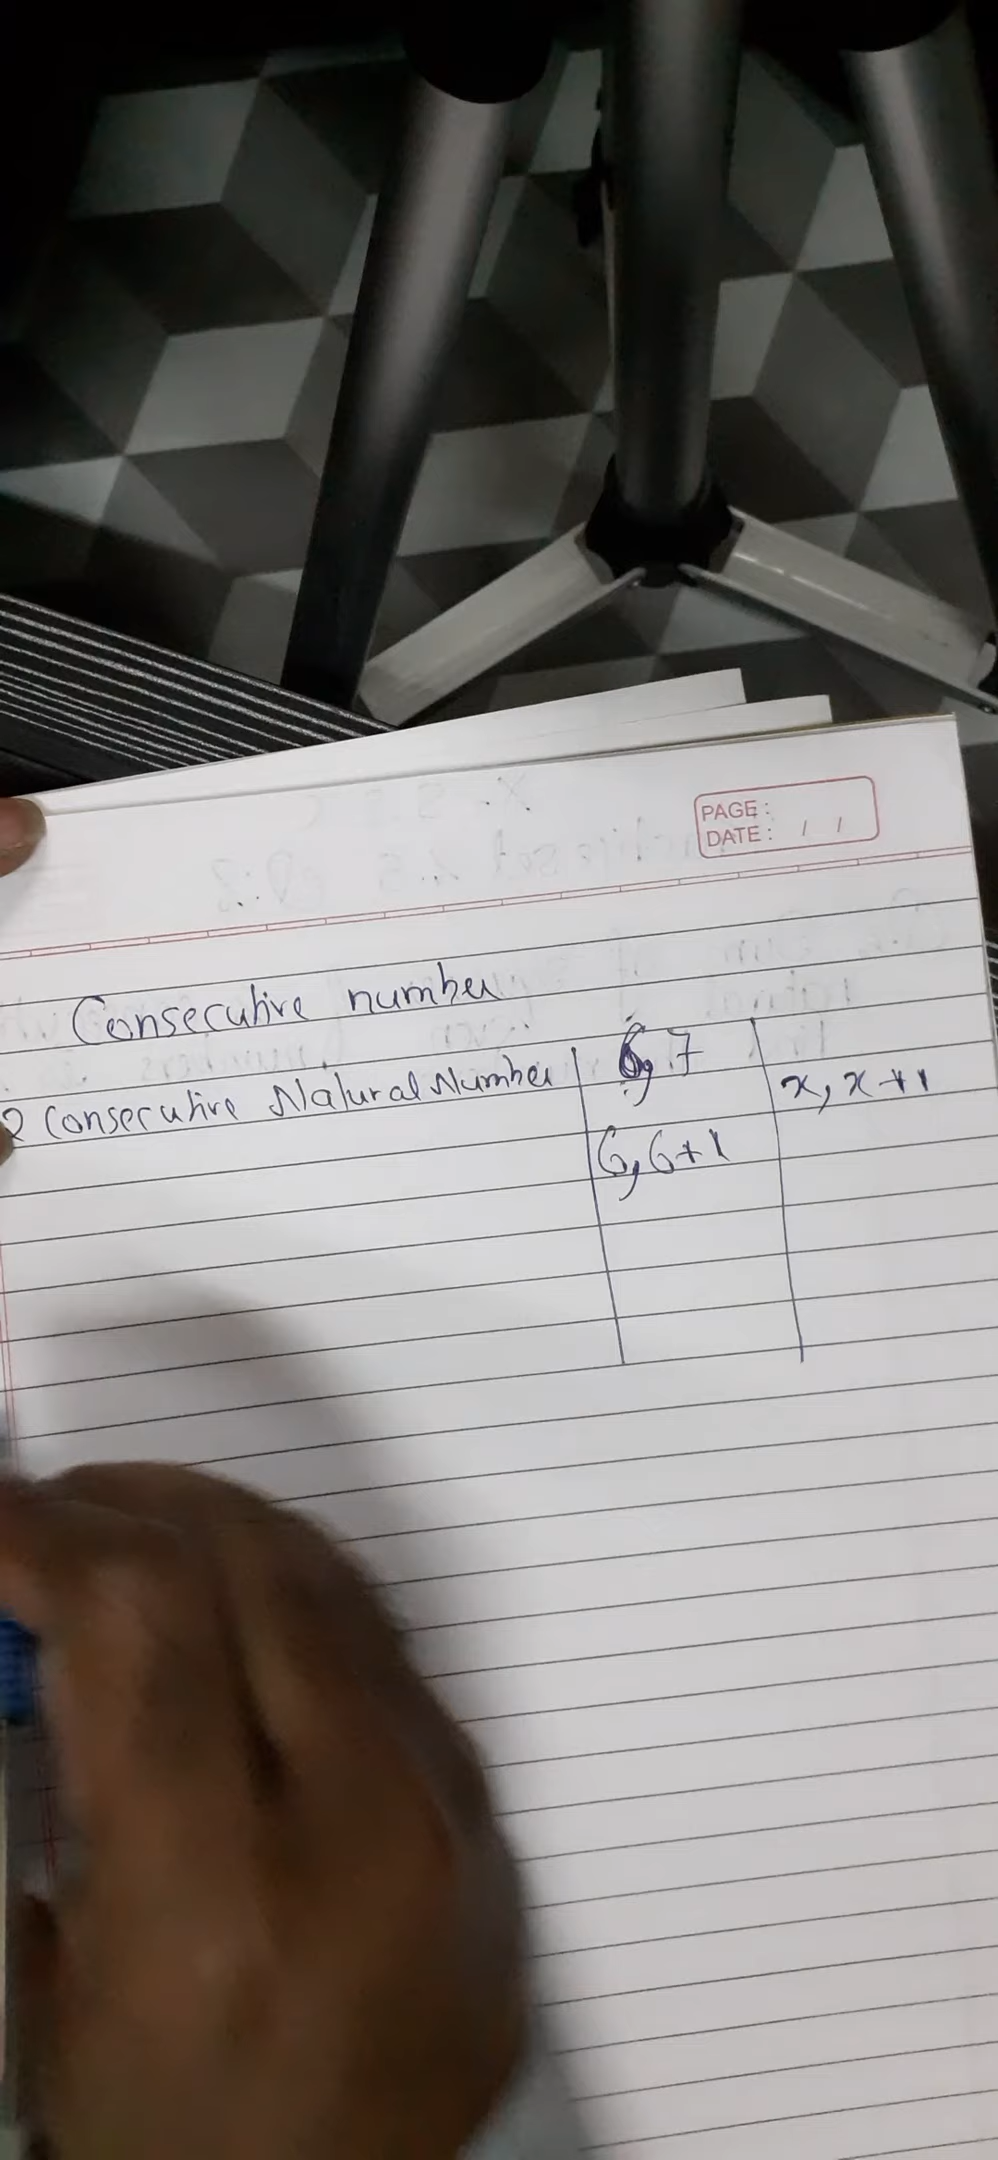 PAGE :
DATE : / /
Consecutive number
2 Consecutive Natural Number 6, 7 x, x+1
6, 6+1